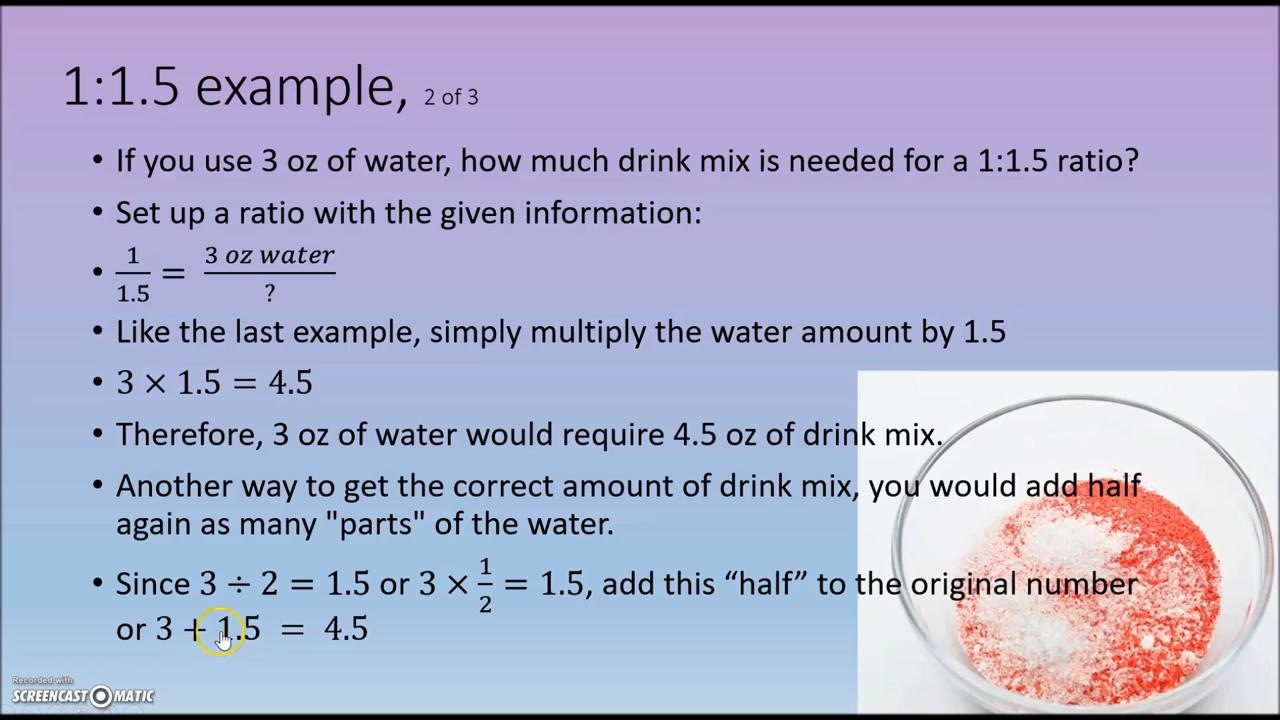 1:1.5 example, 2 of 3
• If you use 3 oz of water, how much drink mix is needed for a 1:1.5 ratio?
• Set up a ratio with the given information:
• 1/1.5 = 3 oz water/?
• Like the last example, simply multiply the water amount by 1.5
• 3 × 1.5 = 4.5
• Therefore, 3 oz of water would require 4.5 oz of drink mix.
• Another way to get the correct amount of drink mix, you would add half
again as many "parts" of the water.
• Since 3 ÷ 2 = 1.5 or 3 × 1/2 = 1.5, add this “half” to the original number
or 3 + 1.5 = 4.5
Recorded with
SCREENCAST MATIC